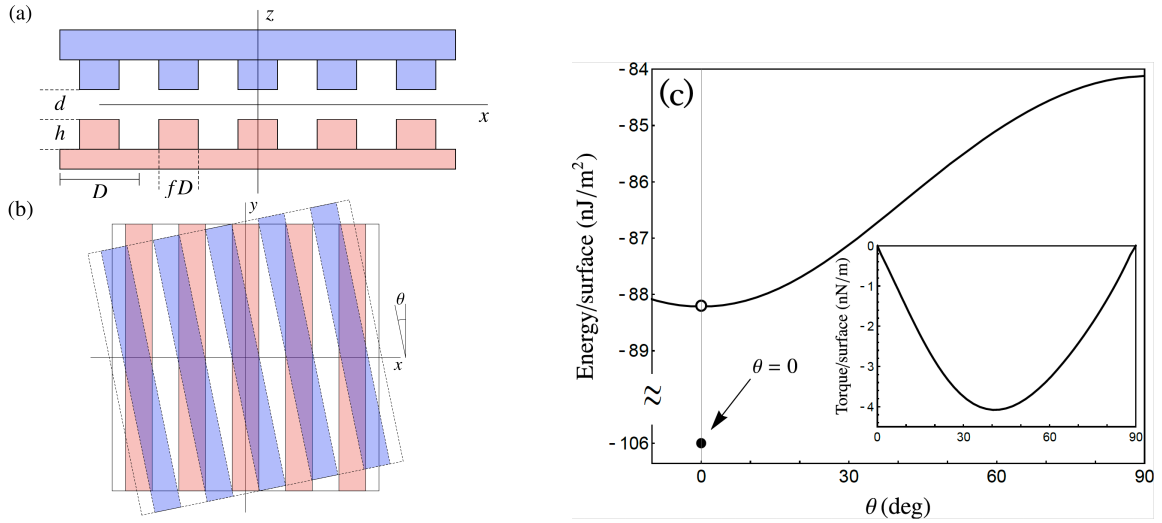 (a)
z
d
x
h
D
fD
(b)
y
θ
x
(c)
Energy/surface (nJ/m²)
-84
-85
-86
-87
-88
-89
-106
θ = 0
0
30
60
90
θ (deg)
Torque/surface (nN/m)
0
-1
-2
-3
-4
0
30
60
90